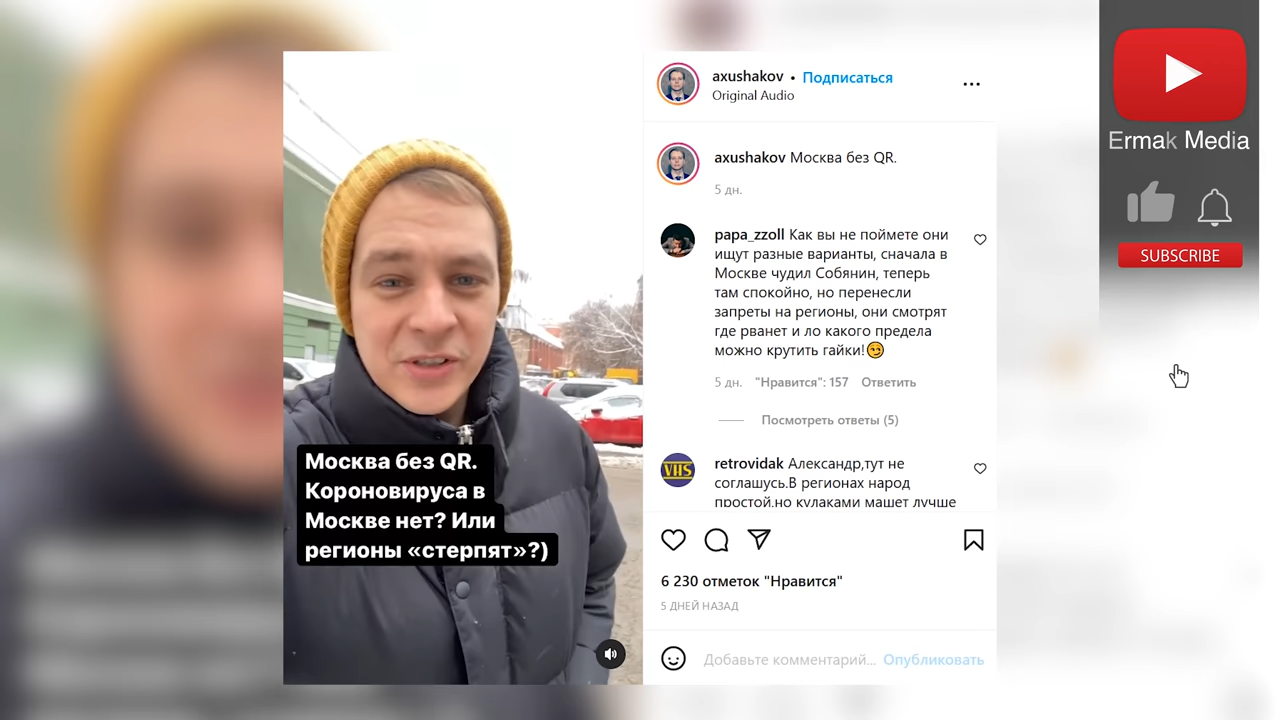 axushakov • Подписаться
Original Audio
axushakov Москва без QR.
5 дн.
papa_zzoll Как вы не поймете они
ищут разные варианты, сначала в
Москве чудил Собянин, теперь
там спокойно, но перенесли
запреты на регионы, они смотрят
где рванет и ло какого предела
можно крутить гайки!😏
5 дн. "Нравится": 157 Ответить
Посмотреть ответы (5)
VHS
retrovidak Александр,тут не
соглашусь.В регионах народ
простой.но кулаками машет лучше
6 230 отметок "Нравится"
5 ДНЕЙ НАЗАД
Добавьте комментарий... Опубликовать
Москва без QR.
Короновируса в
Москве нет? Или
регионы «стерпят»?)
Ermak Media
SUBSCRIBE